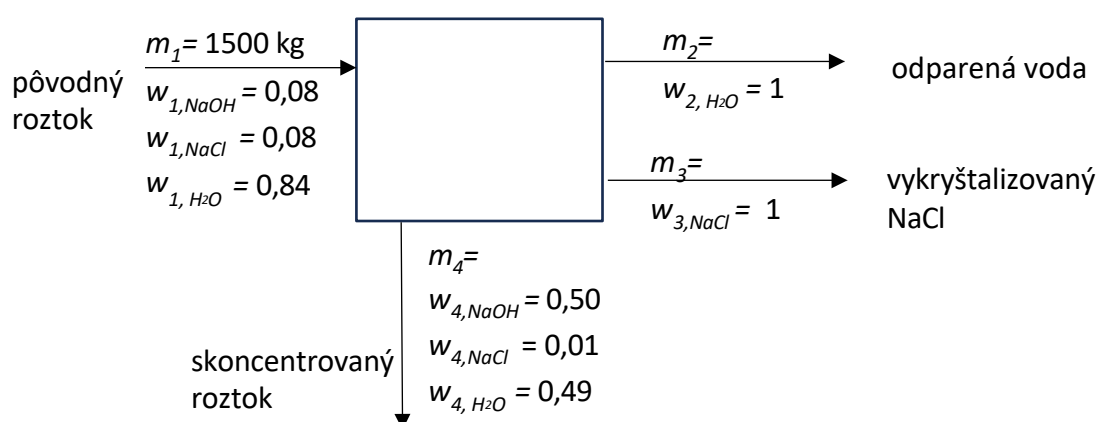 pôvodný
roztok
m₁= 1500 kg
w₁,NaOH = 0,08
w₁,NaCl = 0,08
w₁, H₂O = 0,84
m₂=
w₂, H₂O = 1
odparená voda
m₃=
w₃,NaCl = 1
vykryštalizovaný
NaCl
m₄=
w₄,NaOH = 0,50
w₄,NaCl = 0,01
w₄, H₂O = 0,49
skoncentrovaný
roztok